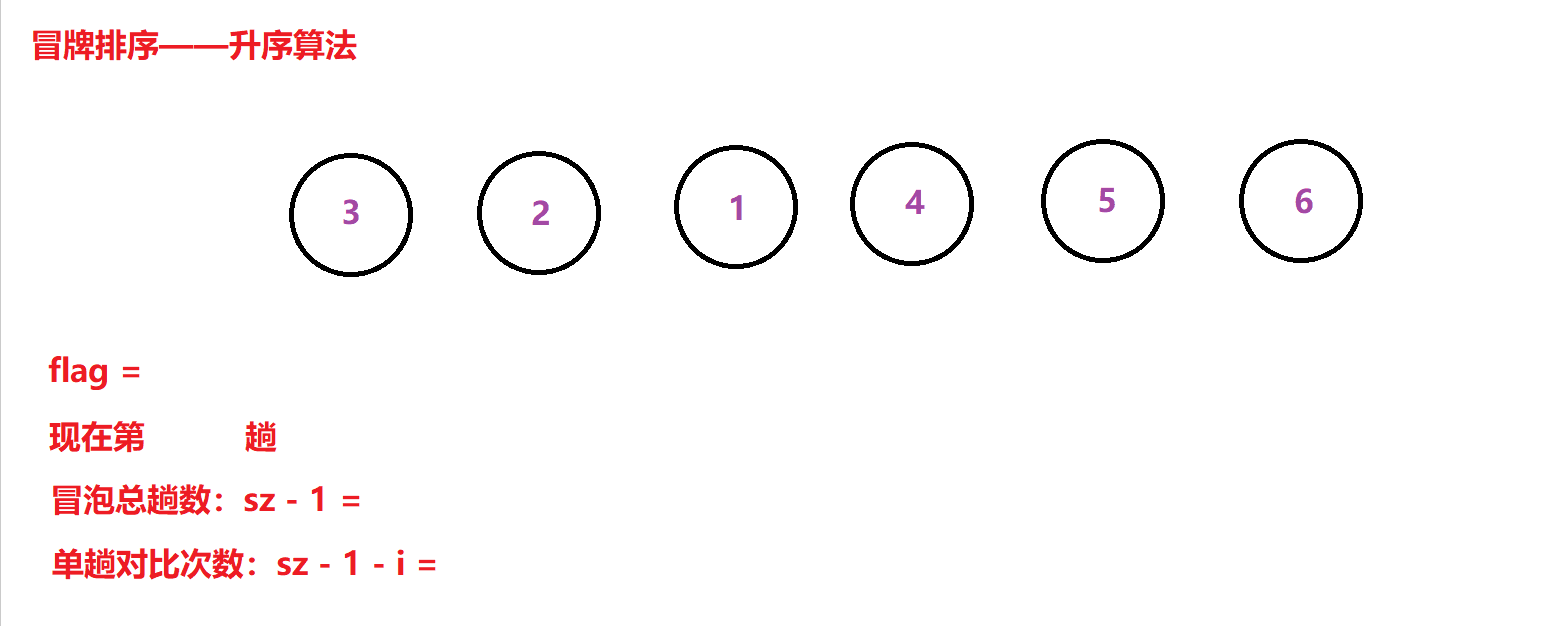 冒牌排序——升序算法
3 2 1 4 5 6
flag =
现在第 趟
冒泡总趟数：sz - 1 =
单趟对比次数：sz - 1 - i =